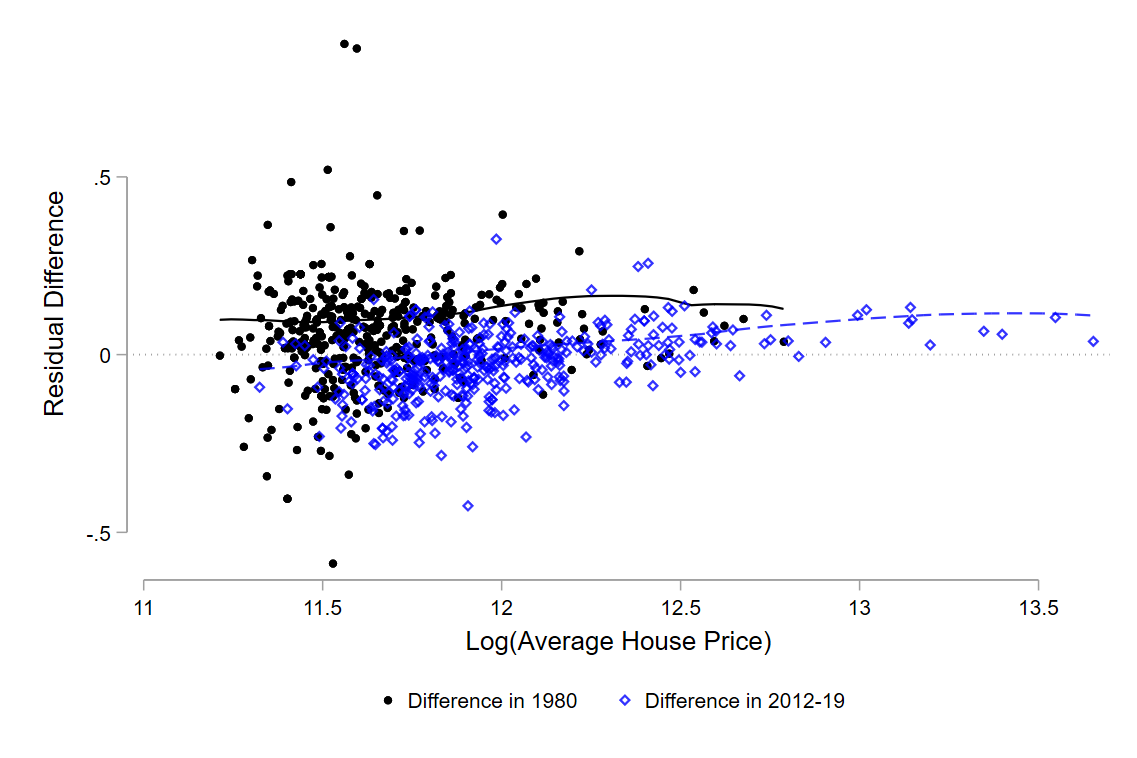 .5
0
-.5
Residual Difference
11 11.5 12 12.5 13 13.5
Log(Average House Price)
Difference in 1980 Difference in 2012-19